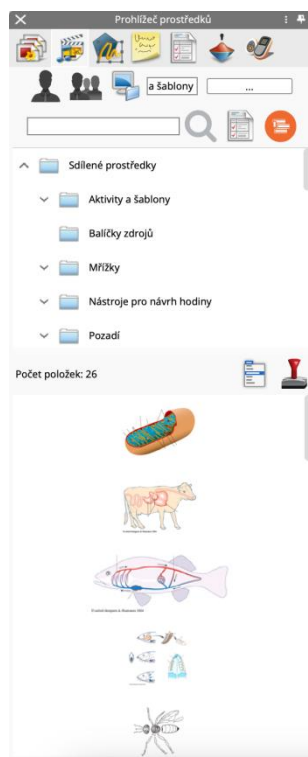 Prohlížeč prostředků
a šablony
...
Sdílené prostředky
Aktivity a šablony
Balíčky zdrojů
Mřížky
Nástroje pro návrh hodiny
Pozadí
Počet položek: 26